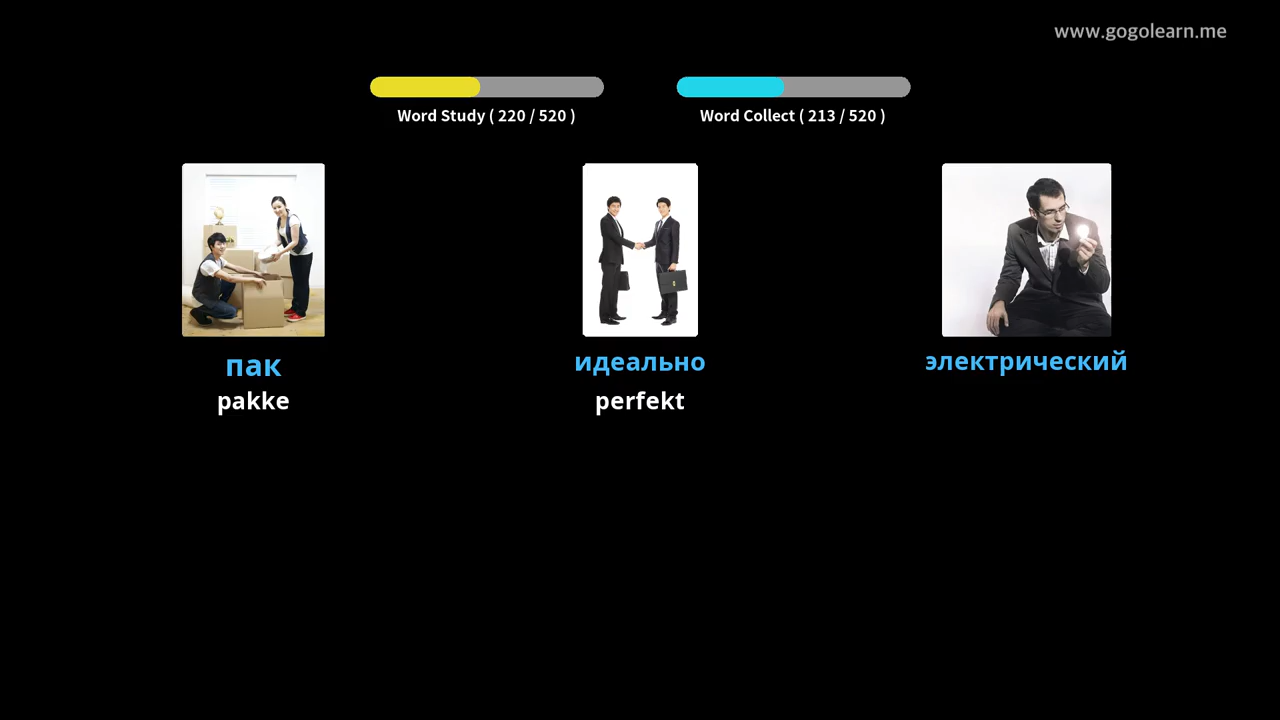 www.gogolearn.me
Word Study ( 220 / 520 )
Word Collect ( 213 / 520 )
пак
идеально
электрический
pakke
perfekt